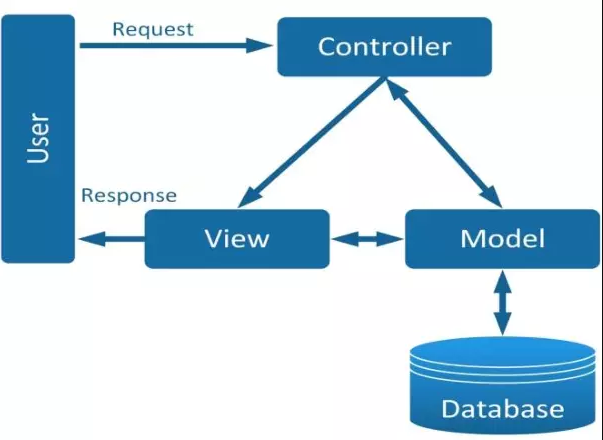 Request
Controller
User
Response
View
Model
Database